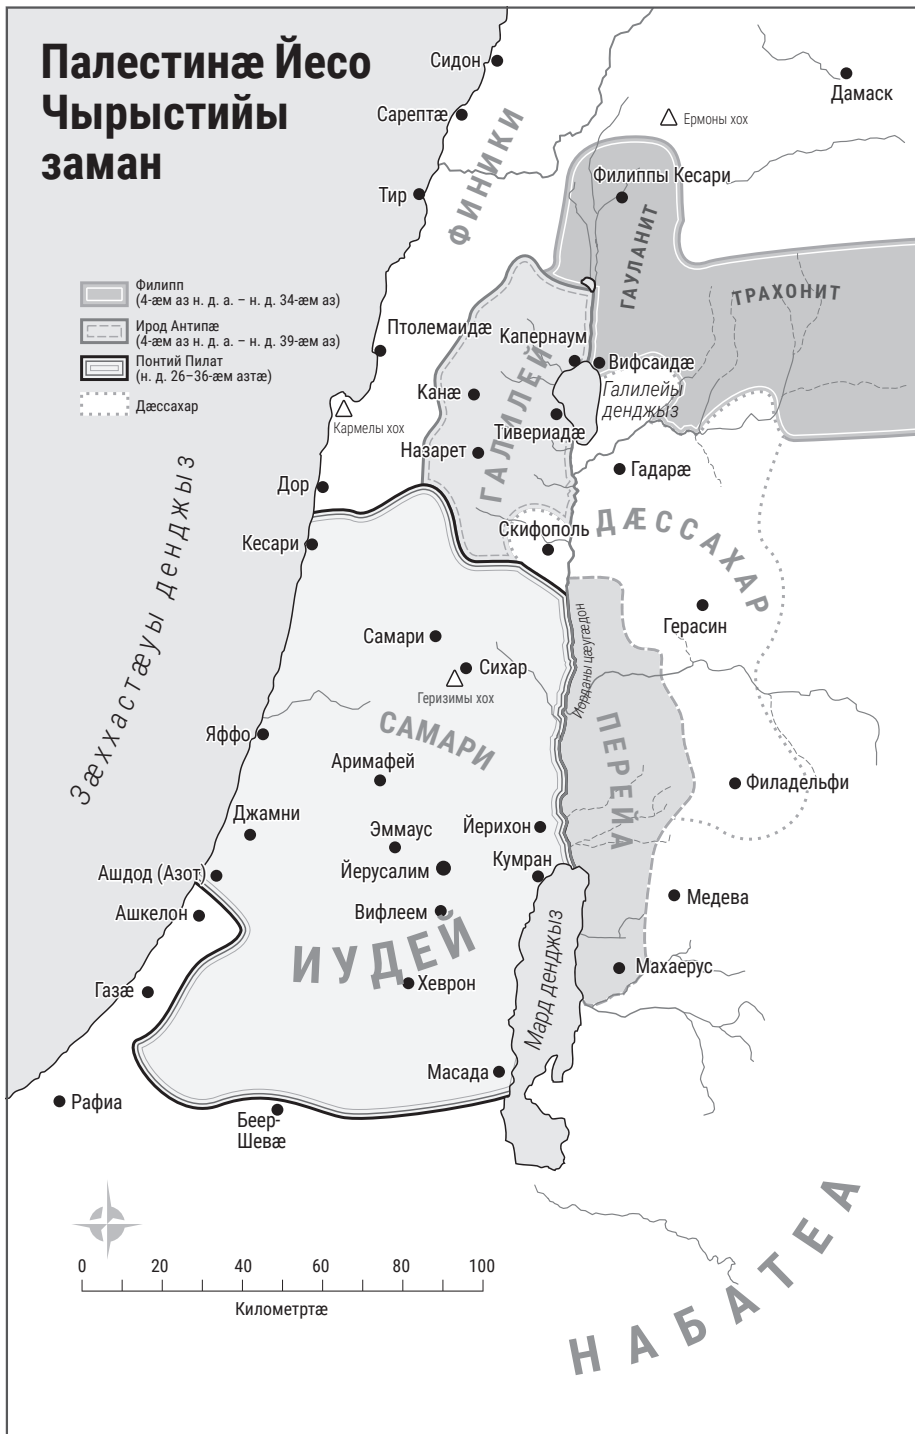 Палестинæ Йесо
Чырыстийы
заман
Сидон
Дамаск
Сарептæ
Ермоны хох
ФИНИКИ
Филиппы Кесари
Тир
ГАУЛАНИТ
ТРАХОНИТ
Филипп
(4-æм аз н. д. а. – н. д. 34-æм аз)
Ирод Антипæ
(4-æм аз н. д. а. – н. д. 39-æм аз)
Понтий Пилат
(н. д. 26–36-æм азтæ)
Дæссахар
Птолемаидæ
Капернаум
Вифсаидæ
Галилейы
денджыз
Канæ
ГАЛИЛЕЙ
Тивериадæ
Кармелы хох
Назарет
Гадарæ
Дор
ДÆССАХАР
Скифополь
Кесари
Зæххастæуы денджыз
Герасин
Иорданы цæугæдон
Самари
Сихар
Геризимы хох
САМАРИ
ПЕРЕЙА
Яффо
Аримафей
Филадельфи
Джамни
Эммаус
Йерихон
Йерусалим
Кумран
Ашдод (Азот)
Медева
Ашкелон
Вифлеем
ИУДЕЙ
Мард денджыз
Махаерус
Хеврон
Газæ
Масада
Рафиа
Беер-
Шевæ
НАБАТЕА
0 20 40 60 80 100
Километртæ